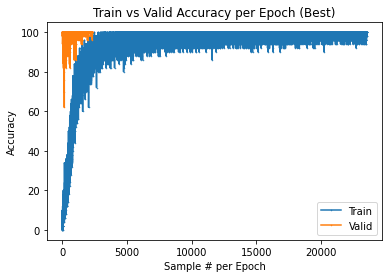 Train vs Valid Accuracy per Epoch (Best)
100
80
60
40
20
0
Accuracy
0 5000 10000 15000 20000
Sample # per Epoch
Train
Valid